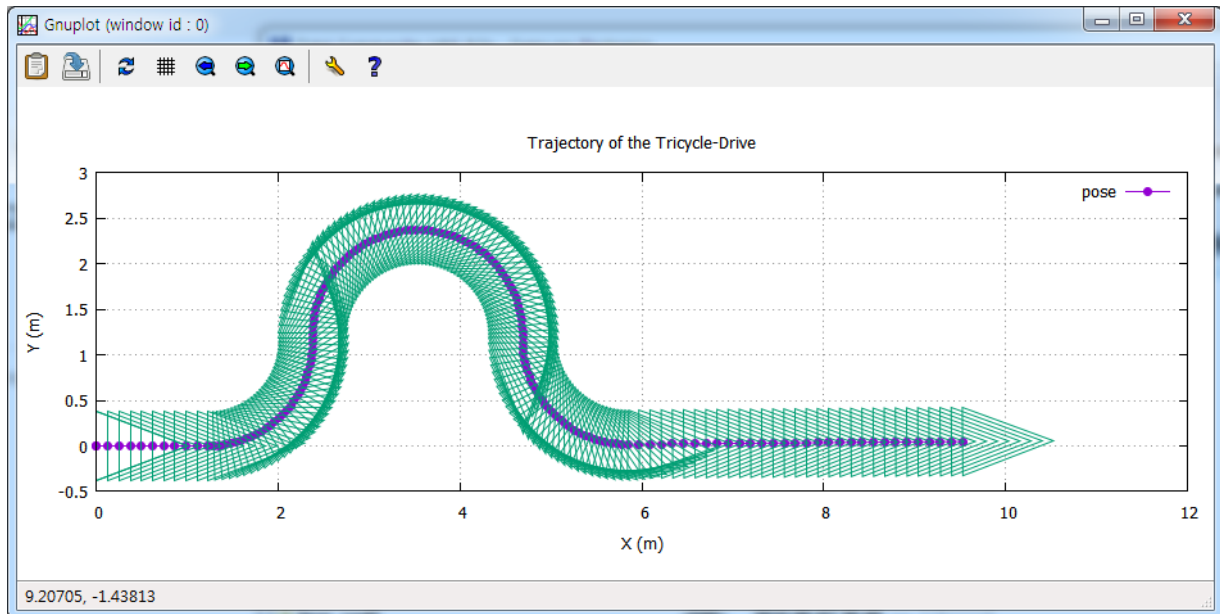 Gnuplot (window id : 0)
Trajectory of the Tricycle-Drive
pose
3
2.5
2
1.5
1
0.5
0
-0.5
Y (m)
0 2 4 6 8 10 12
X (m)
9.20705, -1.43813